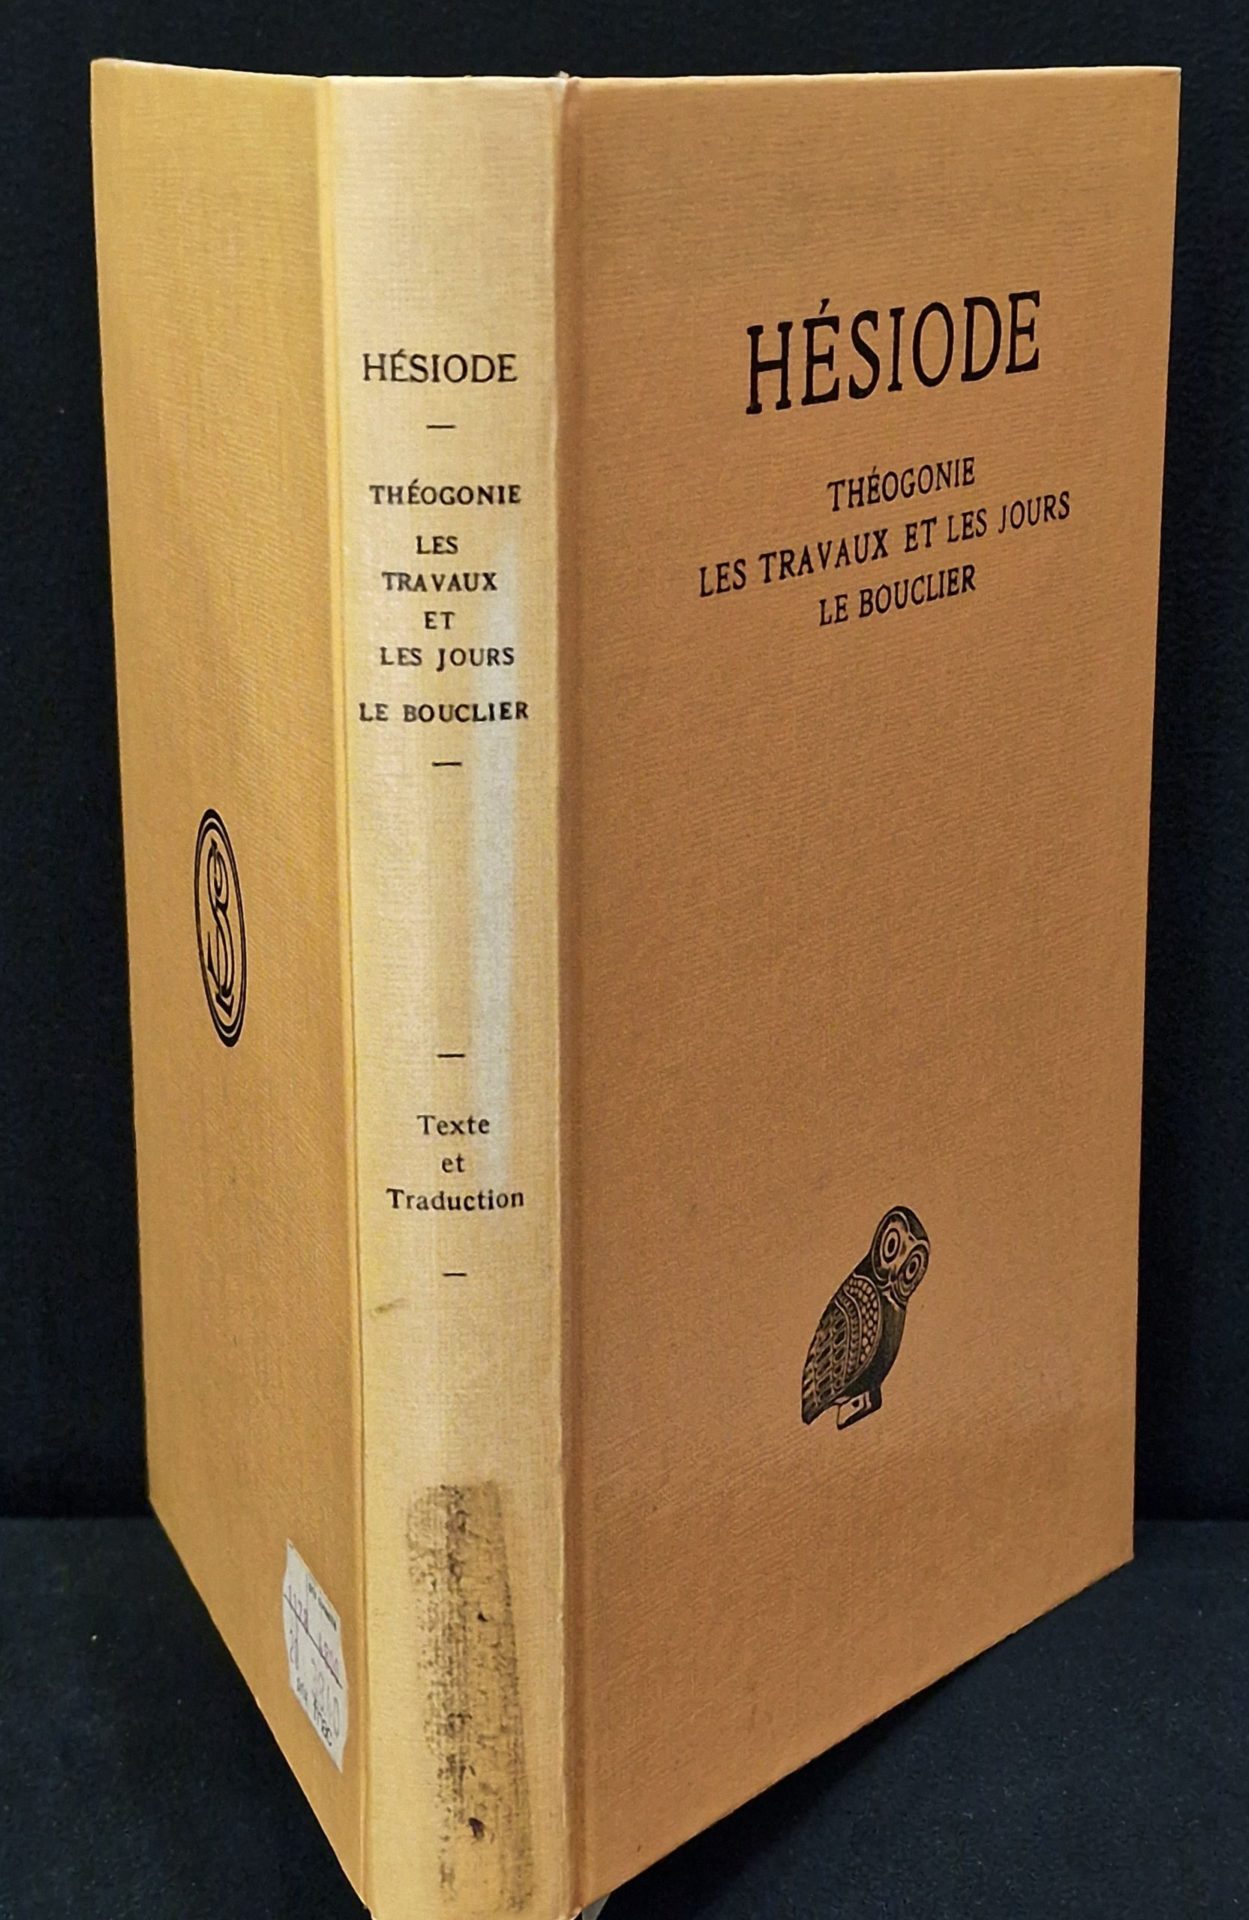 HÉSIODE
THÉOGONIE
LES
TRAVAUX
ET
LES JOURS
LE BOUCLIER
Texte
et
Traduction
HÉSIODE
THÉOGONIE
LES TRAVAUX ET LES JOURS
LE BOUCLIER